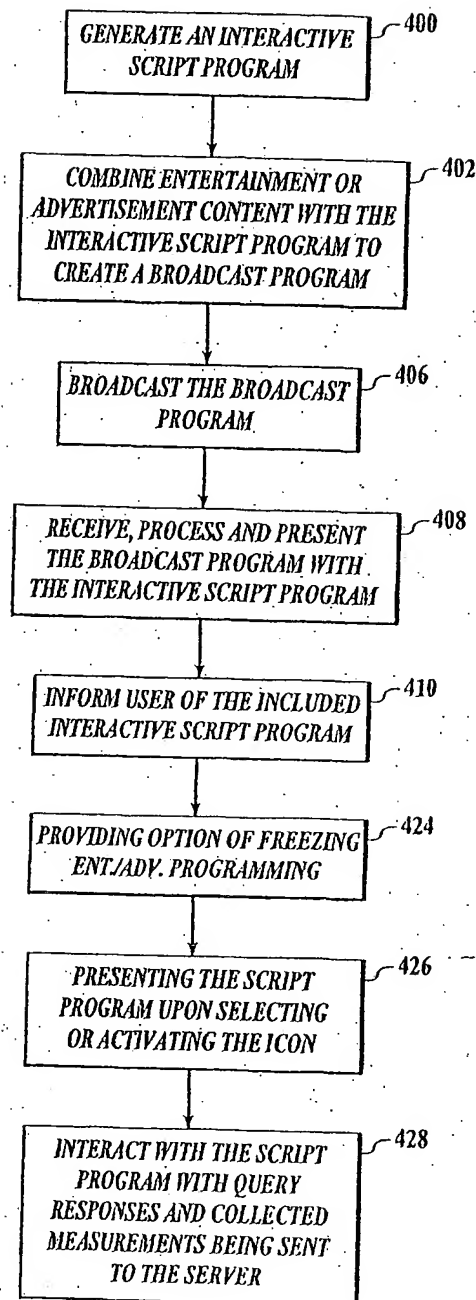 GENERATE AN INTERACTIVE
SCRIPT PROGRAM
400
COMBINE ENTERTAINMENT OR
ADVERTISEMENT CONTENT WITH THE
INTERACTIVE SCRIPT PROGRAM TO
CREATE A BROADCAST PROGRAM
402
BROADCAST THE BROADCAST
PROGRAM
406
RECEIVE, PROCESS AND PRESENT
THE BROADCAST PROGRAM WITH
THE INTERACTIVE SCRIPT PROGRAM
408
INFORM USER OF THE INCLUDED
INTERACTIVE SCRIPT PROGRAM
410
PROVIDING OPTION OF FREEZING
ENT./ADV. PROGRAMMING
424
PRESENTING THE SCRIPT
PROGRAM UPON SELECTING
OR ACTIVATING THE ICON
426
INTERACT WITH THE SCRIPT
PROGRAM WITH QUERY
RESPONSES AND COLLECTED
MEASUREMENTS BEING SENT
TO THE SERVER
428